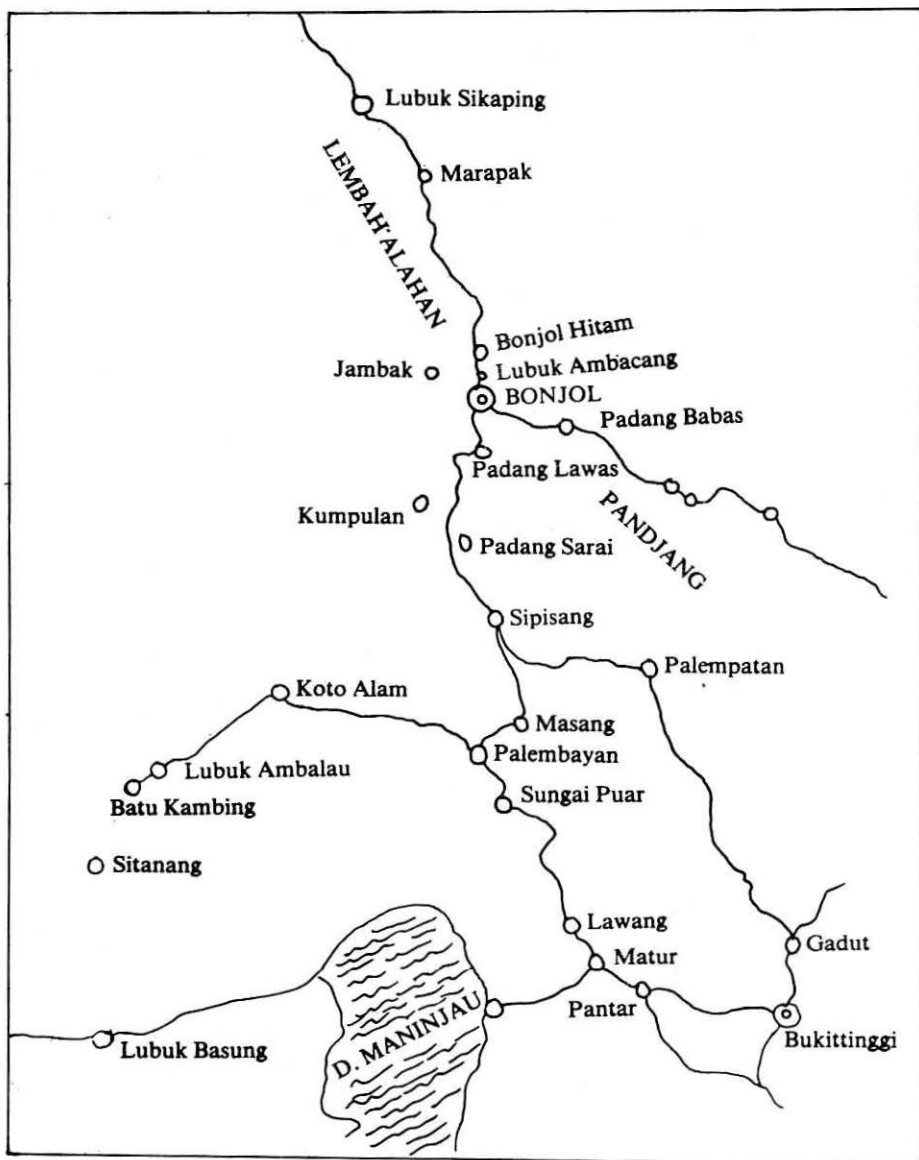 Lubuk Sikaping
Marapak
LEMBAH ALAHAN
Bonjol Hitam
Lubuk Ambacang
Jambak
BONJOL
Padang Babas
Padang Lawas
PANDJANG
Kumpulan
Padang Sarai
Sipisang
Palempatan
Koto Alam
Masang
Palembayan
Lubuk Ambalau
Batu Kambing
Sungai Puar
Sitanang
Lawang
Gadut
Matur
Pantar
Bukittinggi
Lubuk Basung
D. MANINJAU